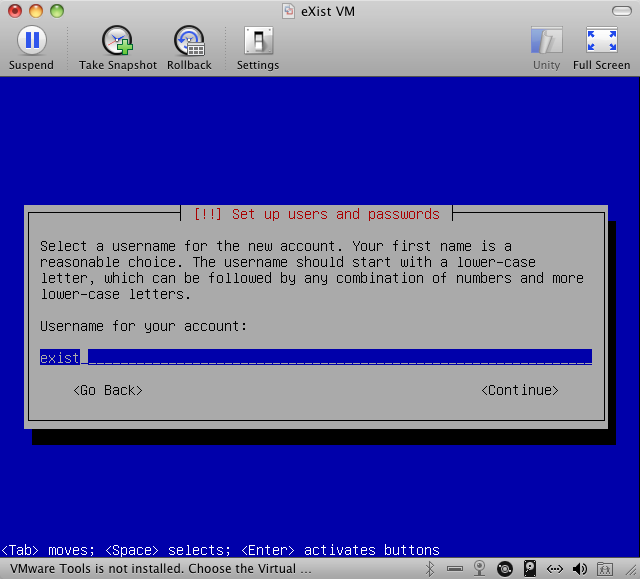 eXist VM
Suspend Take Snapshot Rollback Settings Unity Full Screen
[!!] Set up users and passwords
Select a username for the new account. Your first name is a
reasonable choice. The username should start with a lower-case
letter, which can be followed by any combination of numbers and more
lower-case letters.
Username for your account:
exist
<Go Back> <Continue>
<Tab> moves; <Space> selects; <Enter> activates buttons
VMware Tools is not installed. Choose the Virtual ...